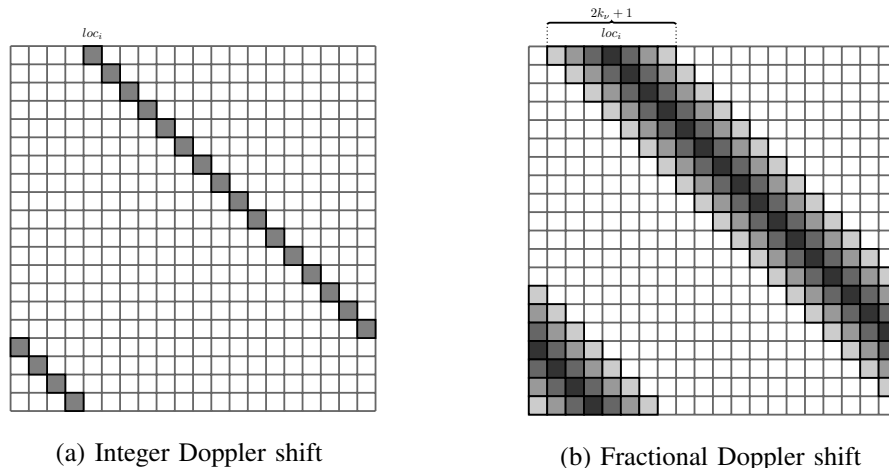 loc_i
2k_ν + 1
loc_i
(a) Integer Doppler shift
(b) Fractional Doppler shift